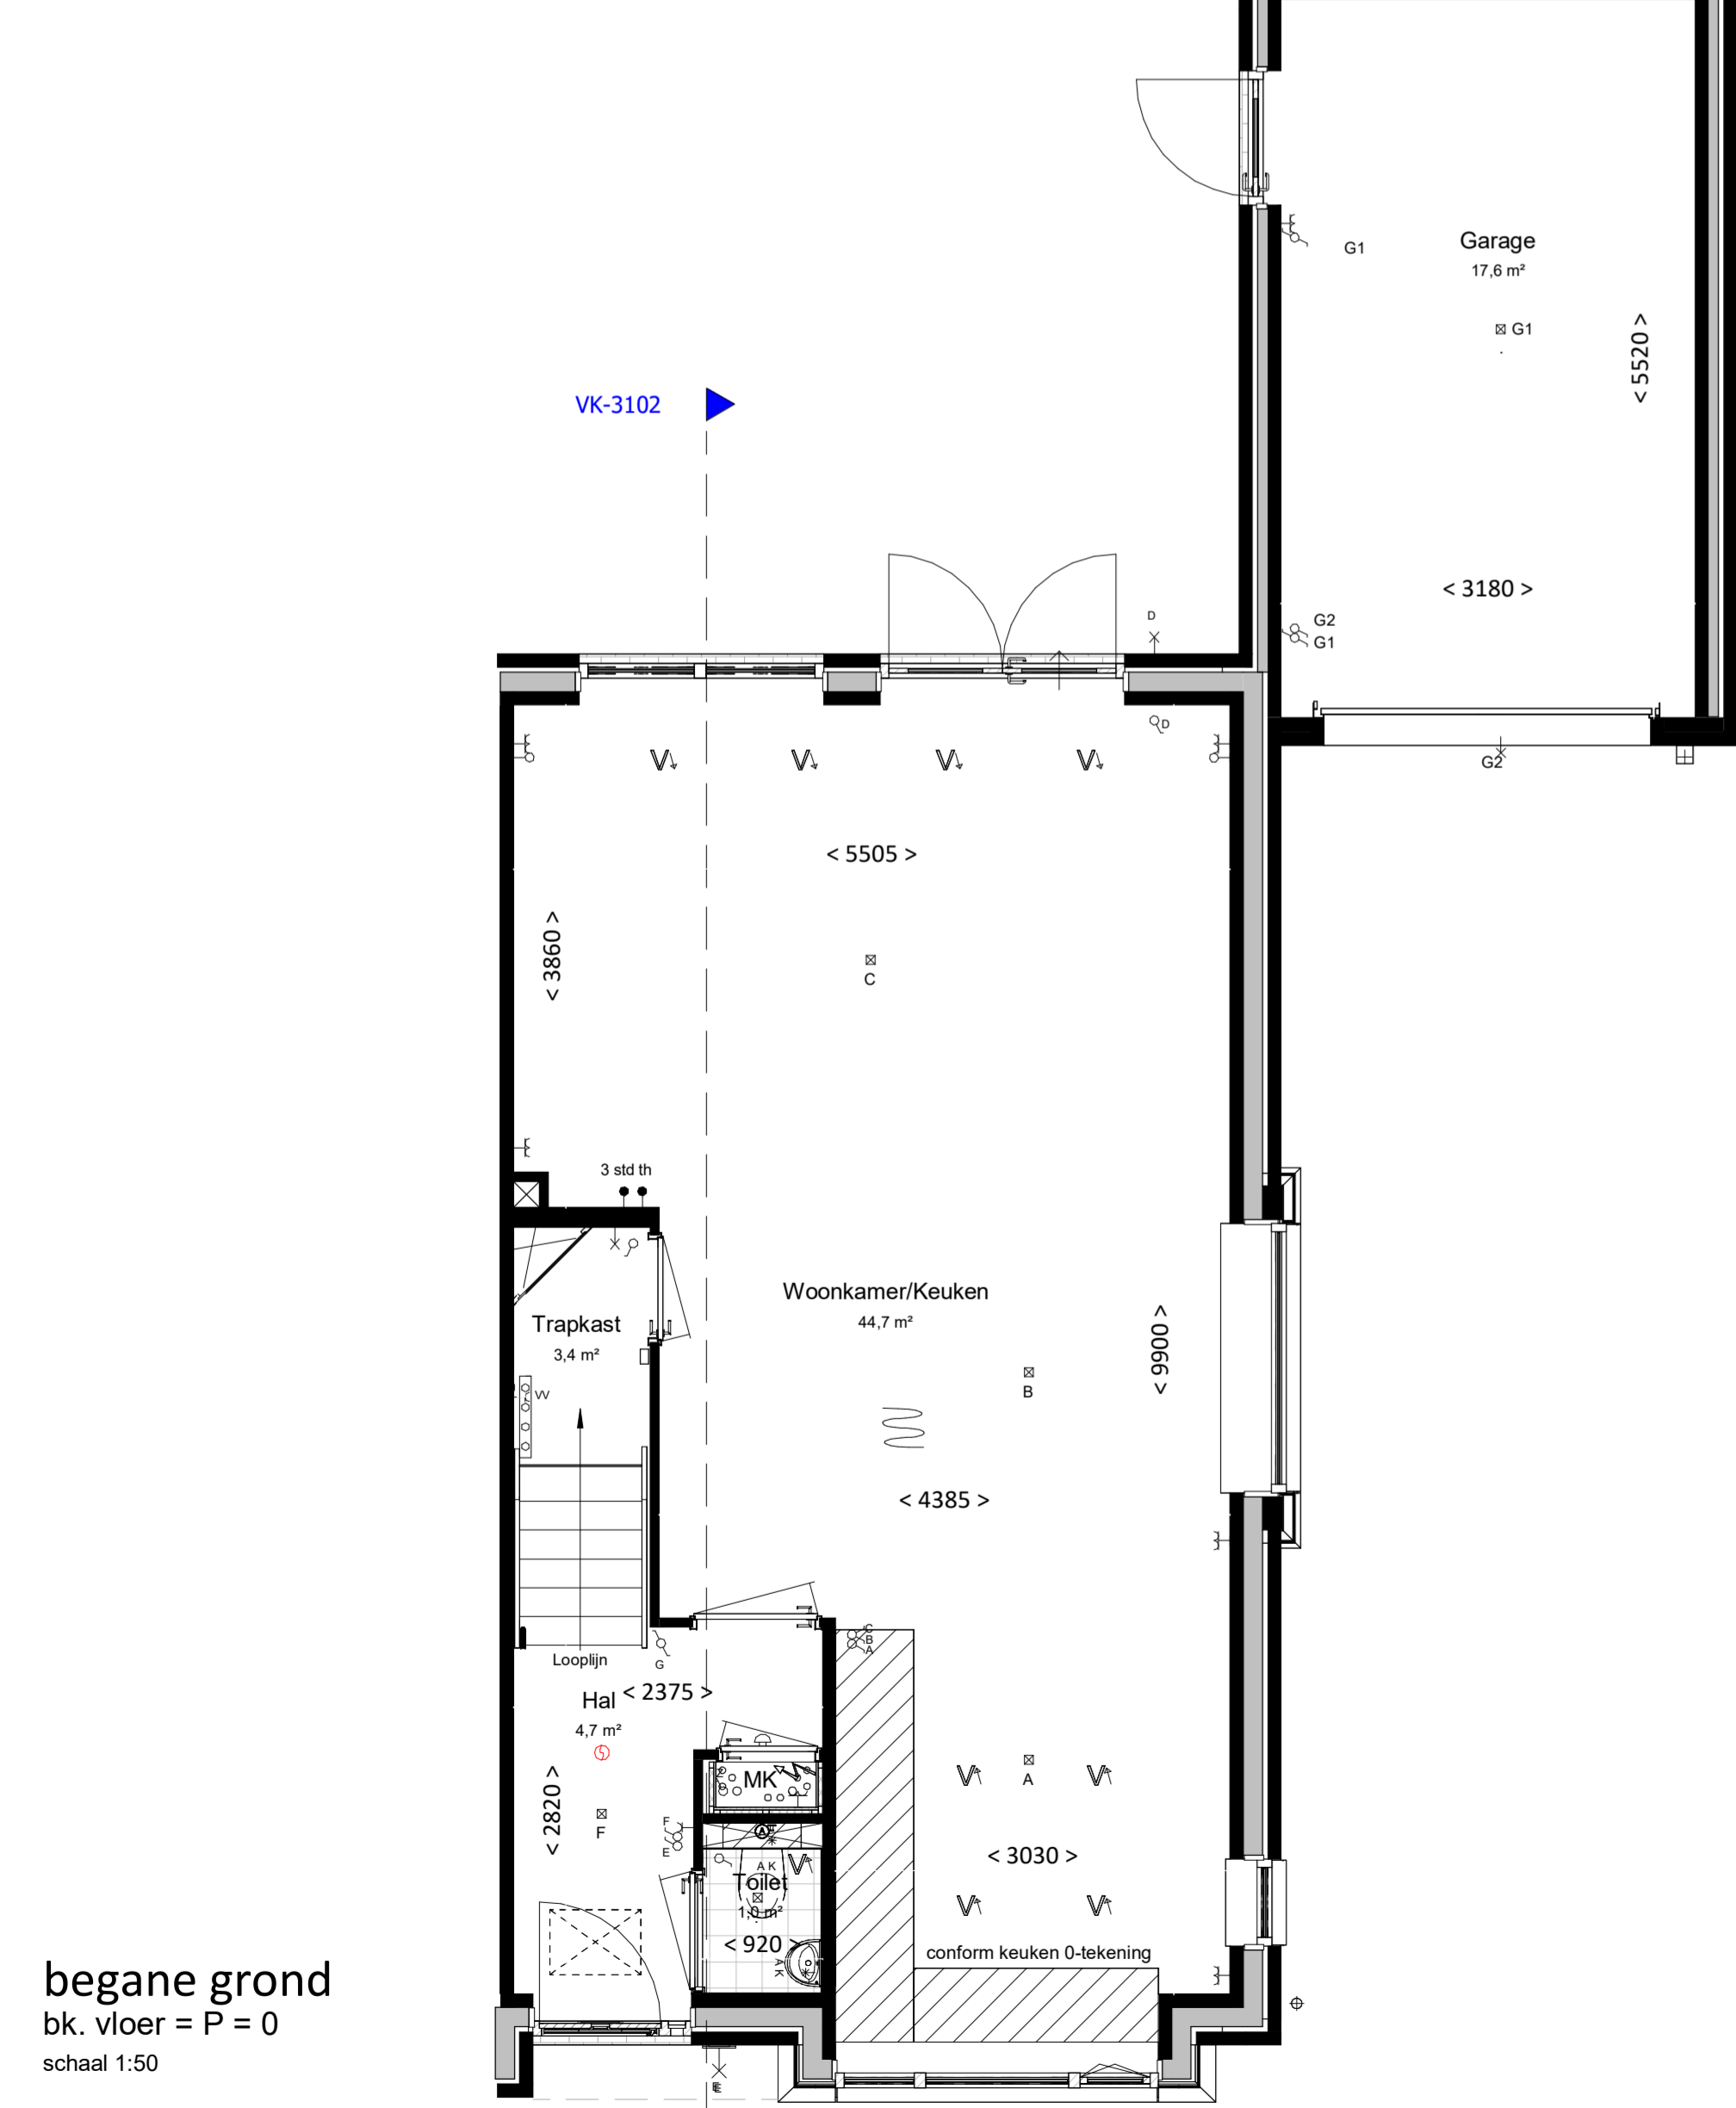 Garage
G1
17,6 m²
G1
< 5520 >
VK-3102
< 3180 >
D
G2
G1
D
G2
< 5505 >
< 3860 >
C
3 std th
Woonkamer/Keuken
44,7 m²
Trapkast
3,4 m²
< 9900 >
B
VV
< 4385 >
C
B
A
Looplijn
G
< 2375 >
Hal
4,7 m²
MK
A
< 2820 >
F
F
E
A
A K
Toilet
1,0 m²
< 3030 >
< 920 >
A K
conform keuken 0-tekening
begane grond
bk. vloer = P = 0
schaal 1:50